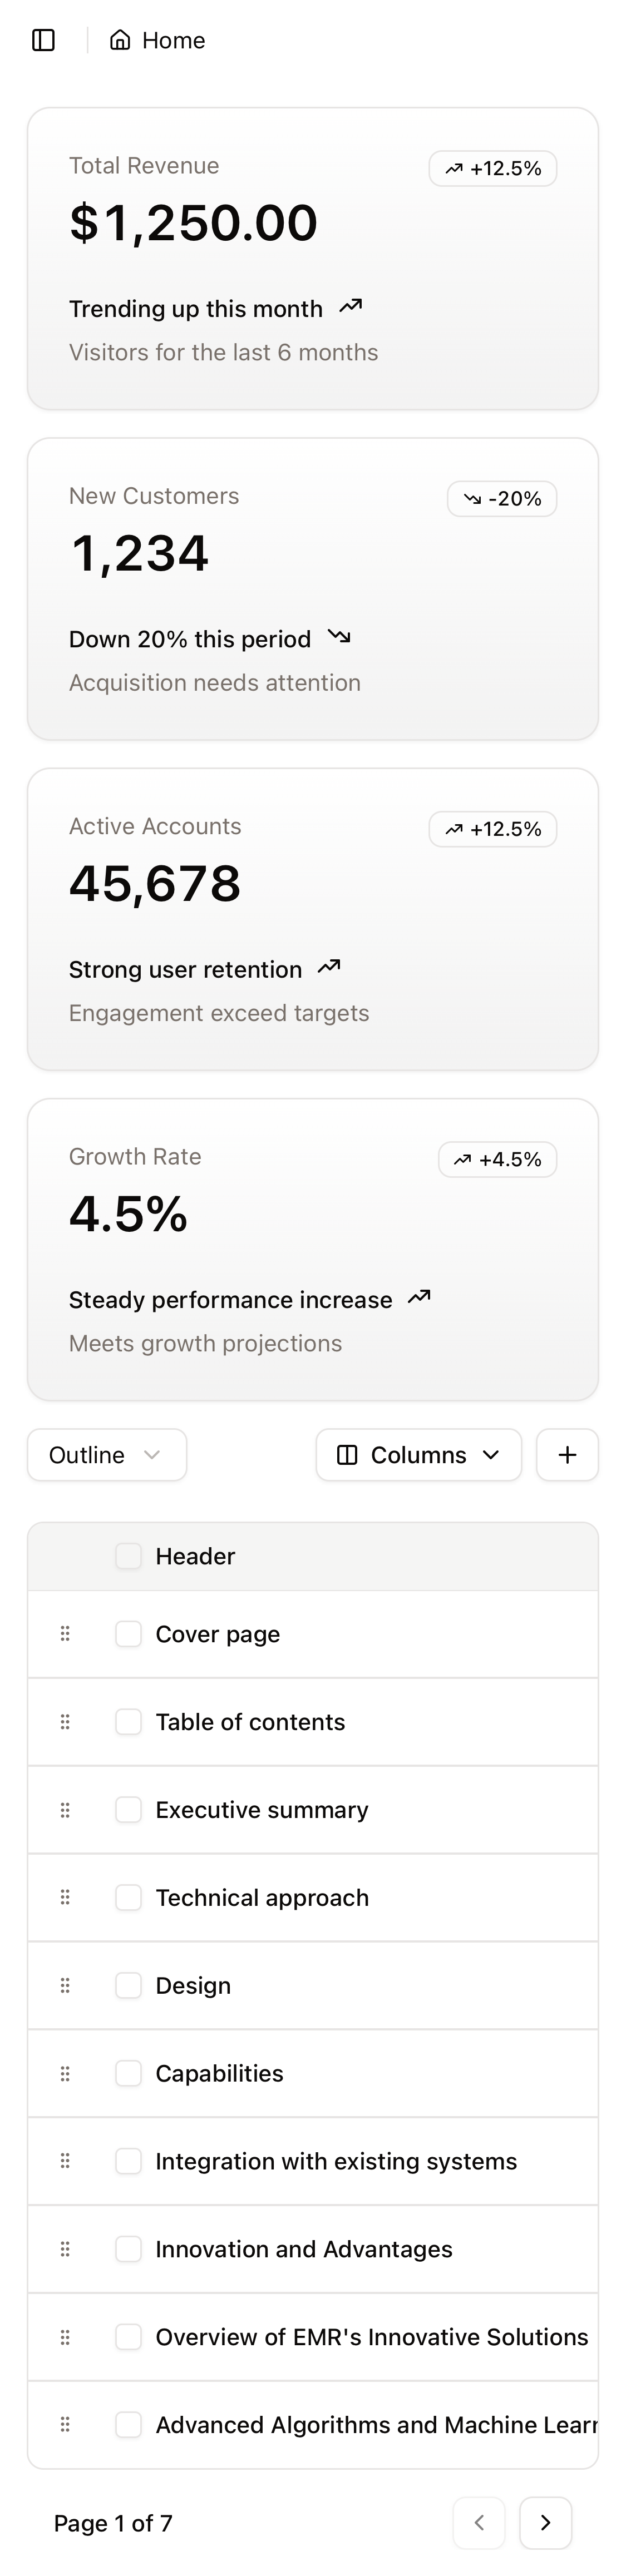 Home
Total Revenue
+12.5%
$1,250.00
Trending up this month
Visitors for the last 6 months
New Customers
-20%
1,234
Down 20% this period
Acquisition needs attention
Active Accounts
+12.5%
45,678
Strong user retention
Engagement exceed targets
Growth Rate
+4.5%
4.5%
Steady performance increase
Meets growth projections
Outline
Columns
Header
Cover page
Table of contents
Executive summary
Technical approach
Design
Capabilities
Integration with existing systems
Innovation and Advantages
Overview of EMR's Innovative Solutions
Advanced Algorithms and Machine Lear
Page 1 of 7